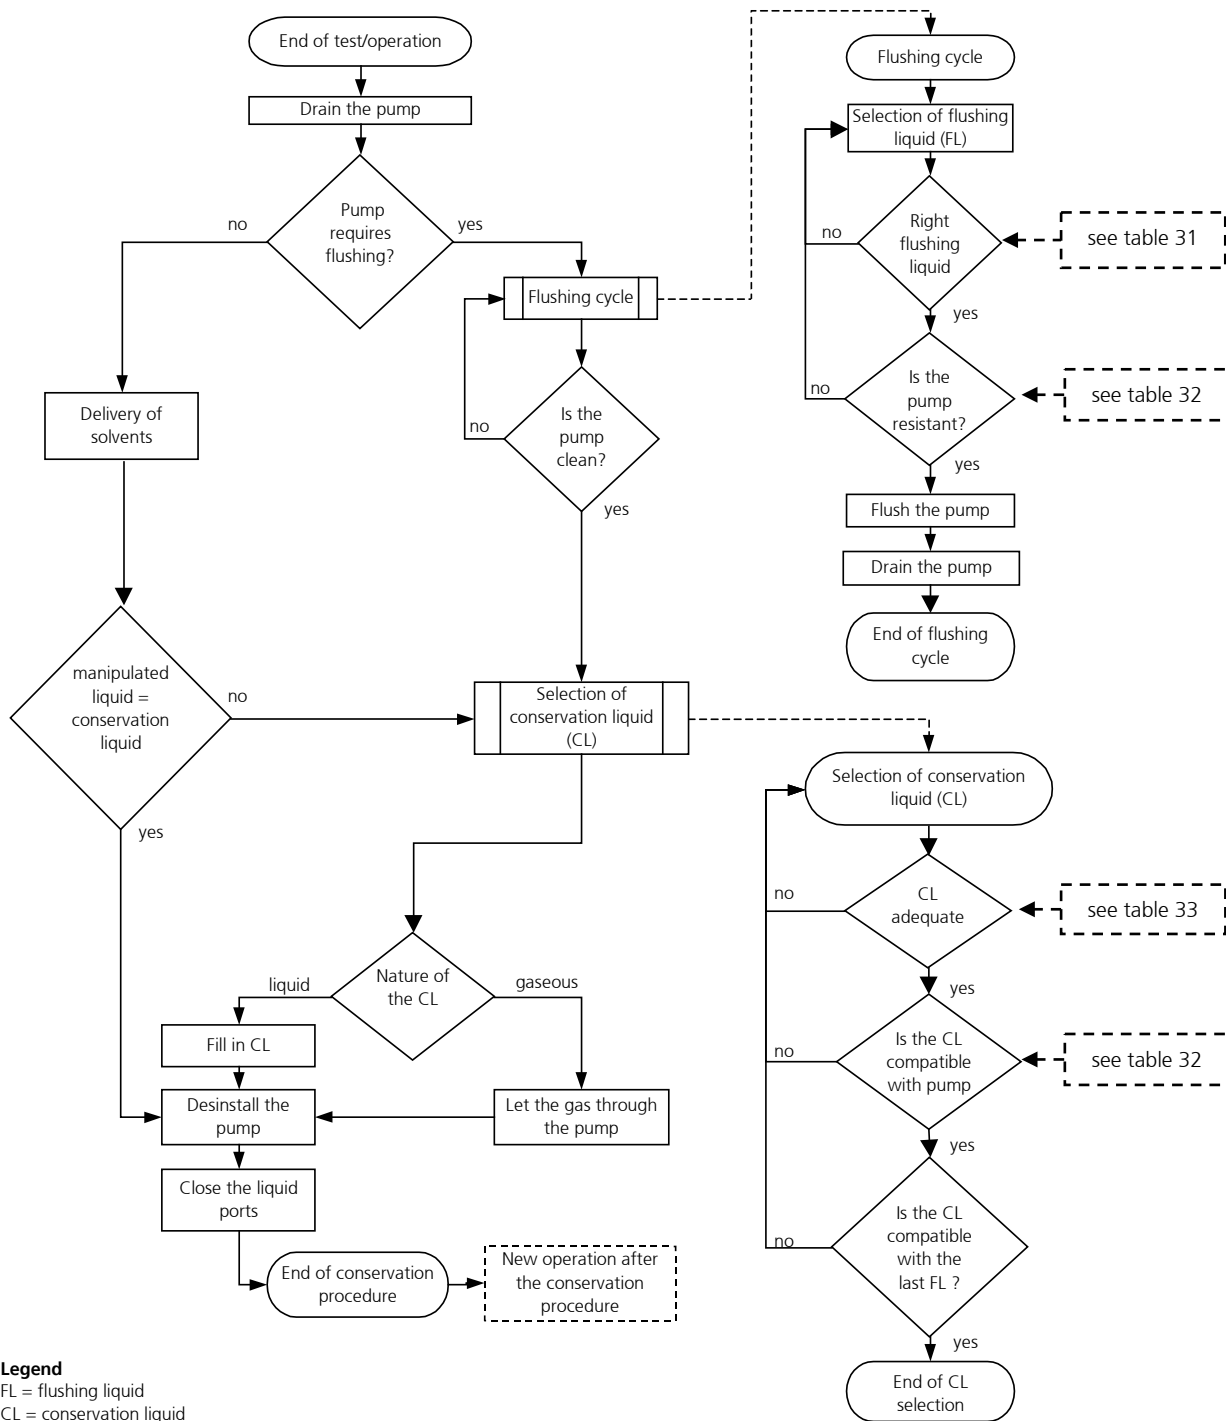 End of test/operation
Drain the pump
Pump
requires
flushing?
no
yes
Flushing cycle
Is the
pump
clean?
no
yes
Delivery of
solvents
manipulated
liquid =
conservation
liquid
no
yes
Selection of
conservation liquid
(CL)
Nature of
the CL
liquid
gaseous
Fill in CL
Desinstall the
pump
Let the gas through
the pump
Close the liquid
ports
End of conservation
procedure
New operation after
the conservation
procedure
Flushing cycle
Selection of flushing
liquid (FL)
Right
flushing
liquid
no
see table 31
yes
Is the
pump
resistant?
no
see table 32
yes
Flush the pump
Drain the pump
End of flushing
cycle
Selection of conservation
liquid (CL)
CL
adequate
no
see table 33
yes
Is the CL
compatible
with pump
no
see table 32
yes
Is the CL
compatible
with the
last FL ?
no
yes
End of CL
selection
Legend
FL = flushing liquid
CL = conservation liquid